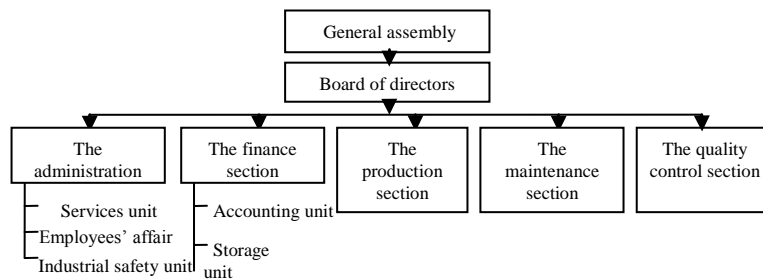 General assembly
Board of directors
The
administration
The finance
section
The
production
section
The
maintenance
section
The quality
control section
Services unit
Employees' affair
Industrial safety unit
Accounting unit
Storage
unit